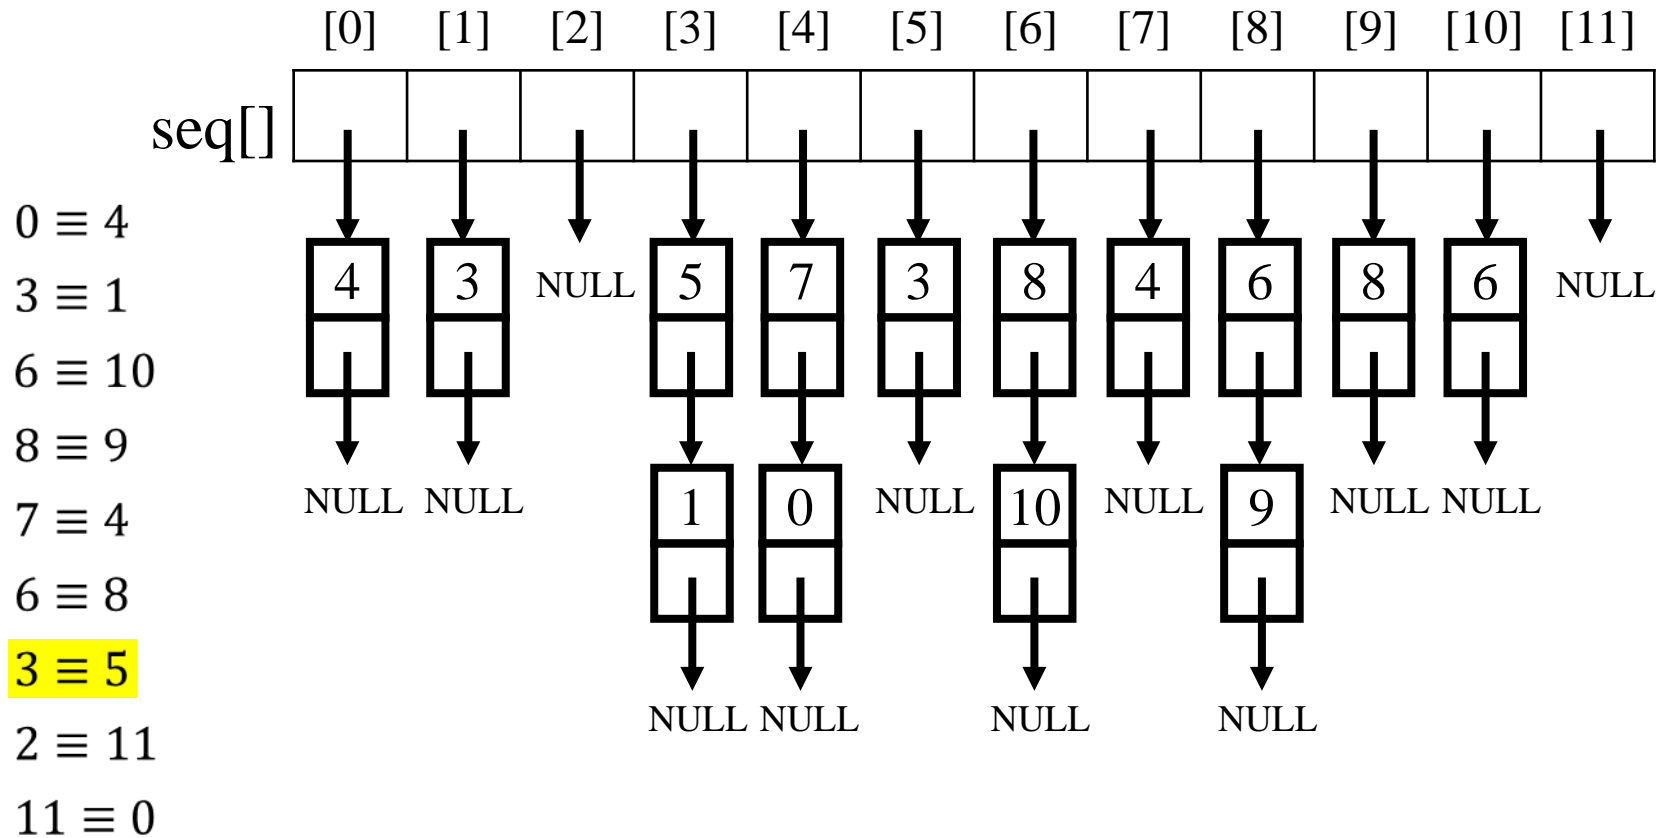 [0] [1] [2] [3] [4] [5] [6] [7] [8] [9] [10] [11]
seq[]
0 ≡ 4
3 ≡ 1
6 ≡ 10
8 ≡ 9
7 ≡ 4
6 ≡ 8
3 ≡ 5
2 ≡ 11
11 ≡ 0
4 3 NULL 5 7 3 8 4 6 8 6 NULL
NULL NULL 1 0 NULL 10 NULL 9 NULL NULL
NULL NULL NULL NULL